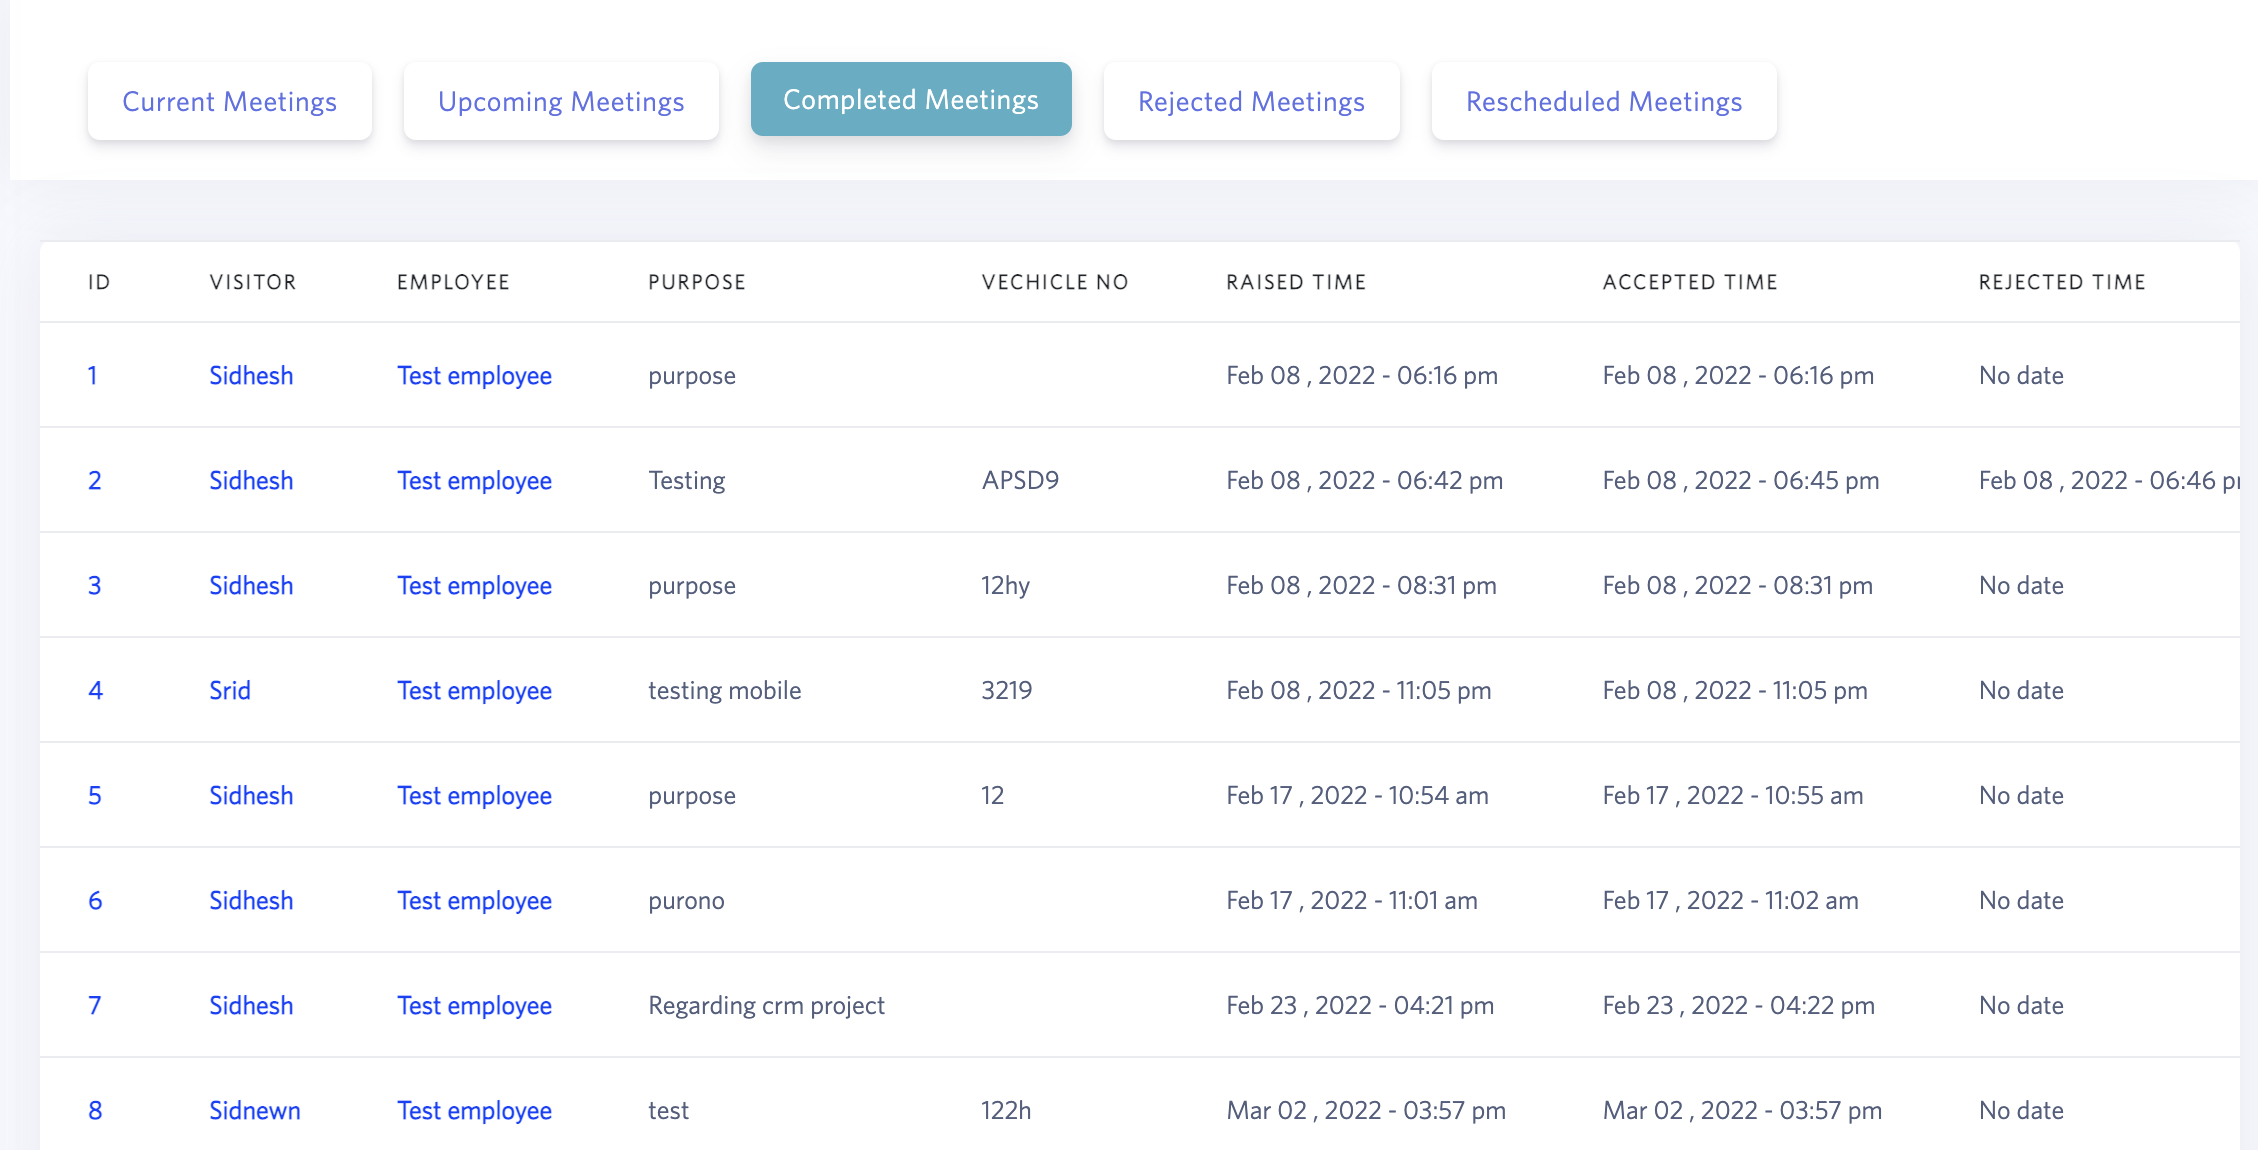 Current Meetings Upcoming Meetings Completed Meetings Rejected Meetings Rescheduled Meetings
ID VISITOR EMPLOYEE PURPOSE VECHICLE NO RAISED TIME ACCEPTED TIME REJECTED TIME
1 Sidhesh Test employee purpose Feb 08 , 2022 - 06:16 pm Feb 08 , 2022 - 06:16 pm No date
2 Sidhesh Test employee Testing APSD9 Feb 08 , 2022 - 06:42 pm Feb 08 , 2022 - 06:45 pm Feb 08 , 2022 - 06:46 pm
3 Sidhesh Test employee purpose 12hy Feb 08 , 2022 - 08:31 pm Feb 08 , 2022 - 08:31 pm No date
4 Srid Test employee testing mobile 3219 Feb 08 , 2022 - 11:05 pm Feb 08 , 2022 - 11:05 pm No date
5 Sidhesh Test employee purpose 12 Feb 17 , 2022 - 10:54 am Feb 17 , 2022 - 10:55 am No date
6 Sidhesh Test employee purono Feb 17 , 2022 - 11:01 am Feb 17 , 2022 - 11:02 am No date
7 Sidhesh Test employee Regarding crm project Feb 23 , 2022 - 04:21 pm Feb 23 , 2022 - 04:22 pm No date
8 Sidnewn Test employee test 122h Mar 02 , 2022 - 03:57 pm Mar 02 , 2022 - 03:57 pm No date